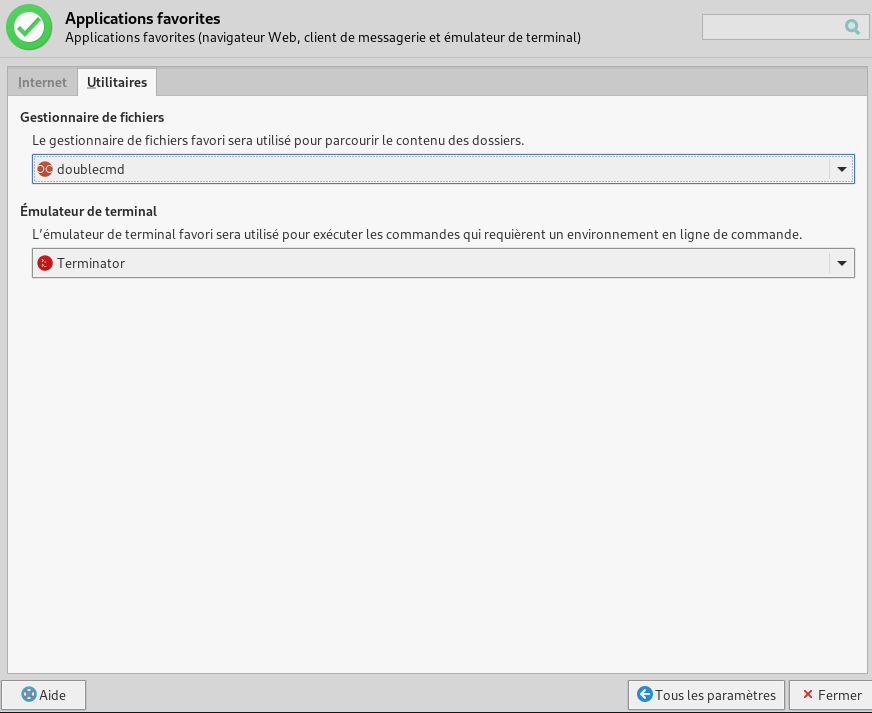 Applications favorites
Applications favorites (navigateur Web, client de messagerie et émulateur de terminal)
Internet
Utilitaires
Gestionnaire de fichiers
Le gestionnaire de fichiers favori sera utilisé pour parcourir le contenu des dossiers.
doublecmd
Émulateur de terminal
L’émulateur de terminal favori sera utilisé pour exécuter les commandes qui requièrent un environnement en ligne de commande.
Terminator
Aide
Tous les paramètres
Fermer